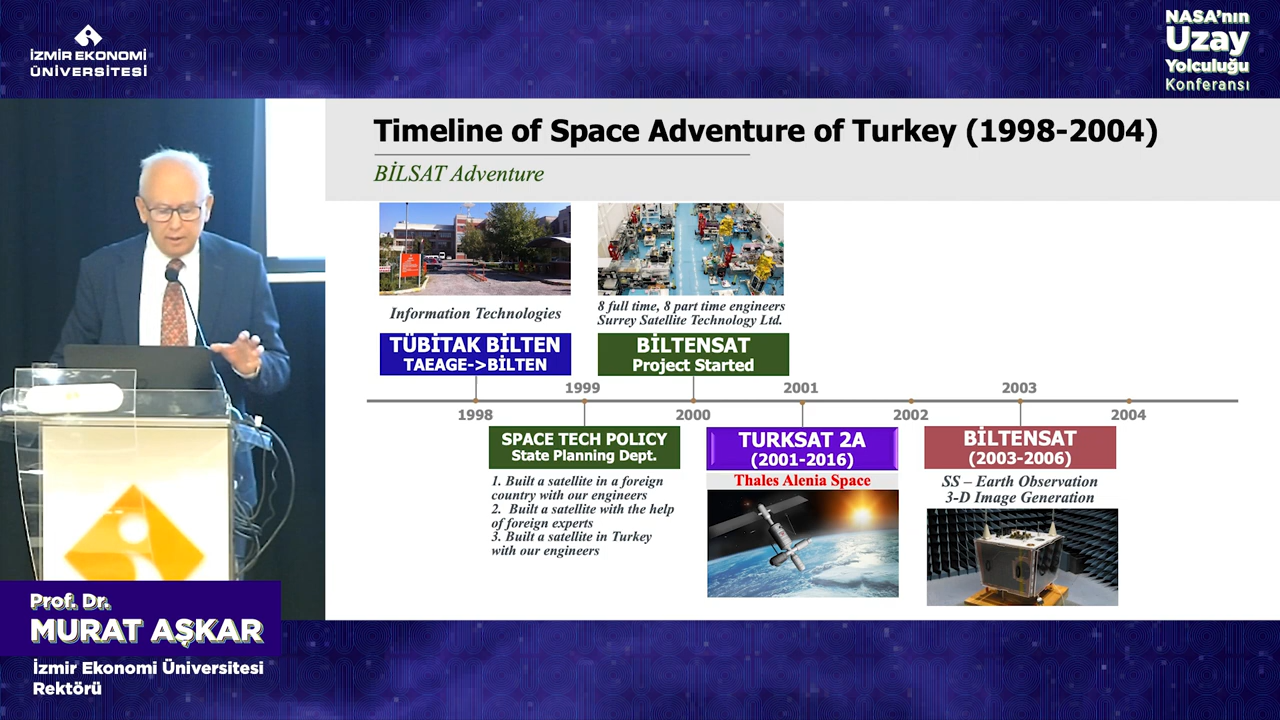 İZMİR EKONOMİ
ÜNİVERSİTESİ
NASA'nın
Uzay
Yolculuğu
Konferansı
Timeline of Space Adventure of Turkey (1998-2004)
BİLSAT Adventure
Information Technologies
8 full time, 8 part time engineers
Surrey Satellite Technology Ltd.
TÜBİTAK BİLTEN
TAEAGE->BİLTEN
BİLTENSAT
Project Started
1999
2001
2003
1998
2000
2002
2004
SPACE TECH POLICY
State Planning Dept.
1. Built a satellite in a foreign
country with our engineers
2. Built a satellite with the help
of foreign experts
3. Built a satellite in Turkey
with our engineers
TURKSAT 2A
(2001-2016)
Thales Alenia Space
BİLTENSAT
(2003-2006)
SS – Earth Observation
3-D Image Generation
Prof. Dr.
MURAT AŞKAR
İzmir Ekonomi Üniversitesi
Rektörü